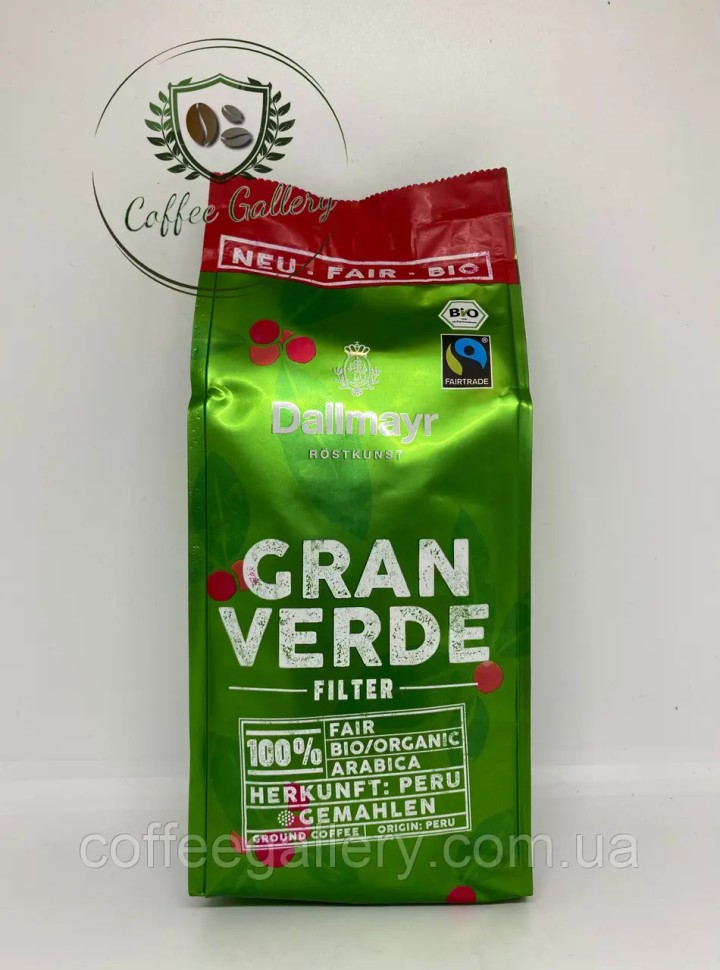 Coffee Gallery
NEU - FAIR - BIO
BIO
FAIRTRADE
Dallmayr
RÖSTKUNST
GRAN
VERDE
FILTER
100%
FAIR
BIO/ORGANIC
ARABICA
HERKUNFT: PERU
GEMAHLEN
GROUND COFFEE
ORIGIN: PERU
coffeegallery.com.ua